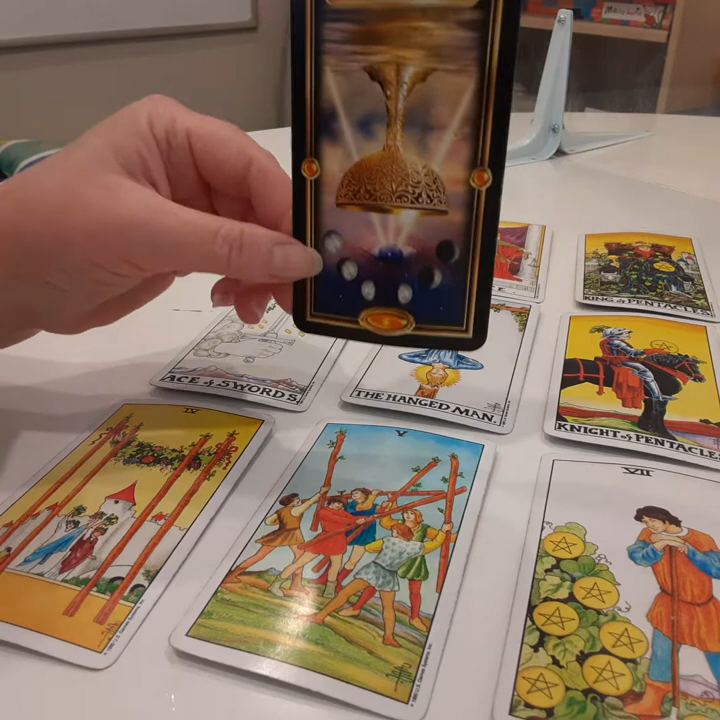 KING of PENTACLES
ACE of SWORDS.
THE HANGED MAN.
KNIGHT of PENTACLES
IV
V
VII